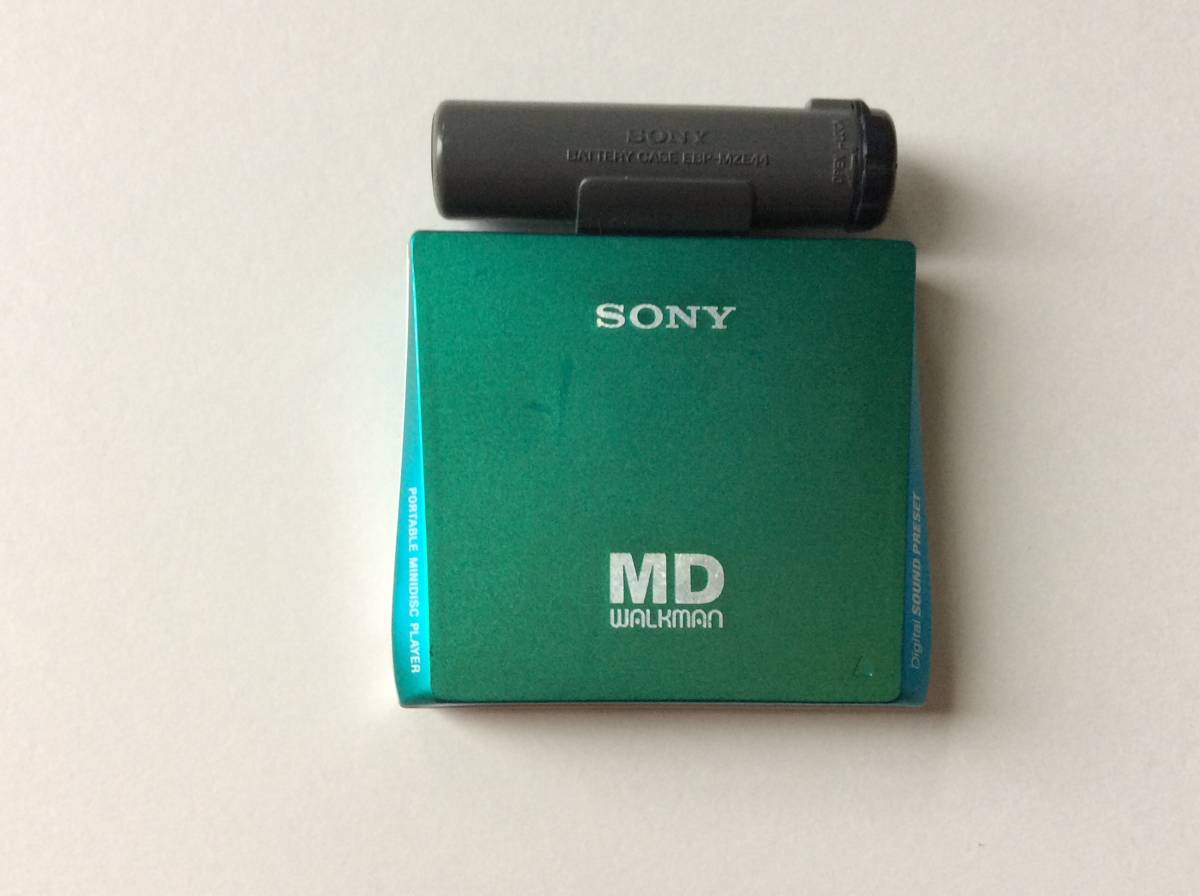 SONY
BATTERY CASE EBP-MZE44
SONY
MD
WALKMAN
PORTABLE MINIDISC PLAYER
Digital SOUND PRESET